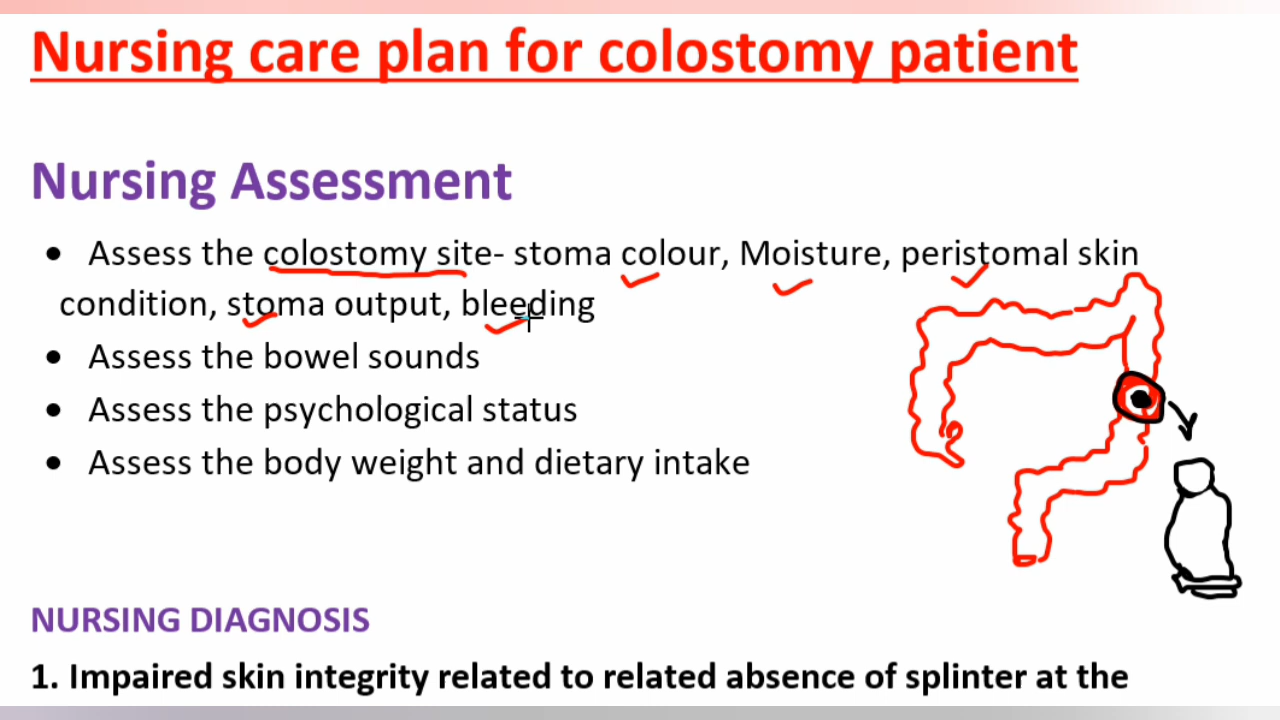 Nursing care plan for colostomy patient
Nursing Assessment
• Assess the colostomy site- stoma colour, Moisture, peristomal skin
condition, stoma output, bleeding
• Assess the bowel sounds
• Assess the psychological status
• Assess the body weight and dietary intake
NURSING DIAGNOSIS
1. Impaired skin integrity related to related absence of splinter at the